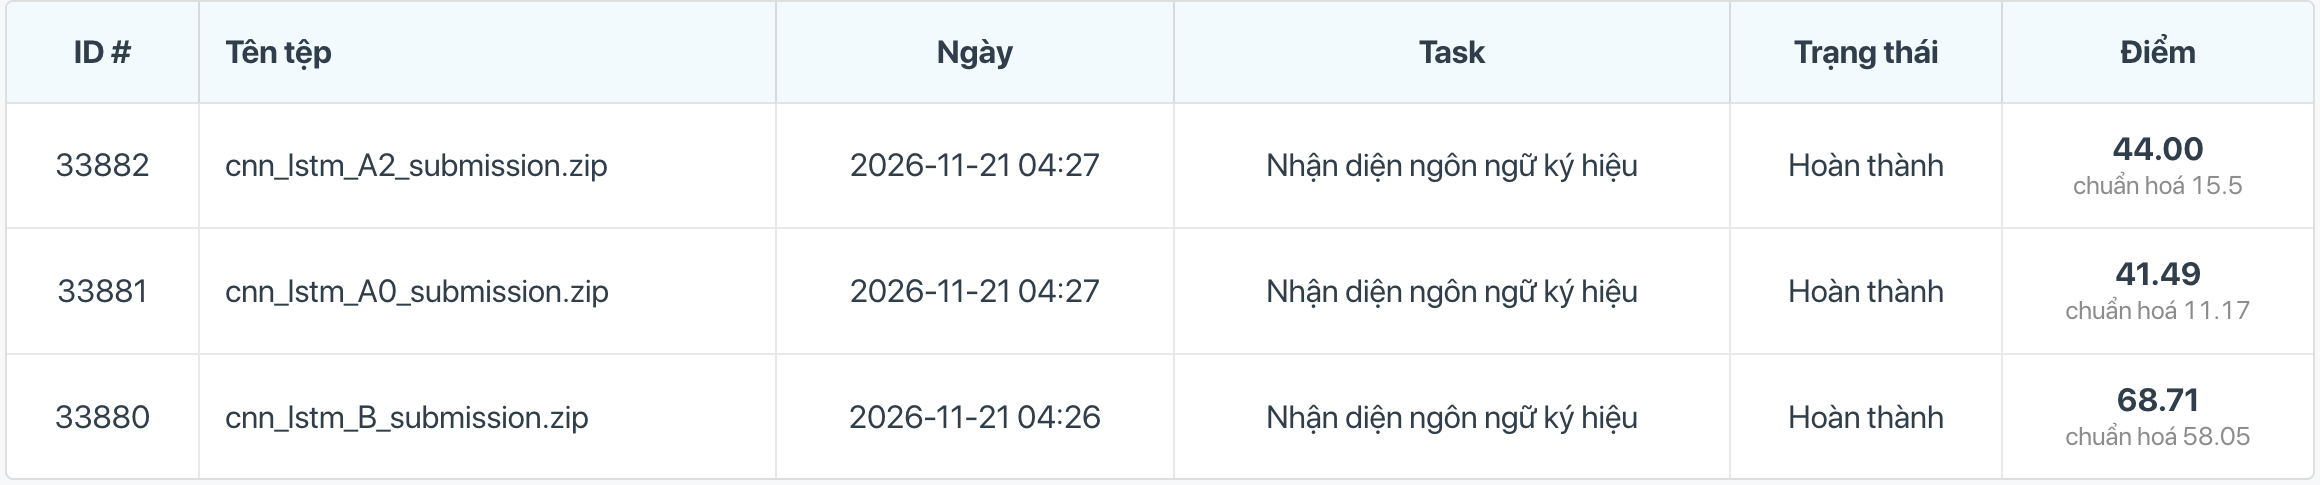 ID # Tên tệp Ngày Task Trạng thái Điểm
33882 cnn_lstm_A2_submission.zip 2026-11-21 04:27 Nhận diện ngôn ngữ ký hiệu Hoàn thành 44.00
chuẩn hoá 15.5
33881 cnn_lstm_A0_submission.zip 2026-11-21 04:27 Nhận diện ngôn ngữ ký hiệu Hoàn thành 41.49
chuẩn hoá 11.17
33880 cnn_lstm_B_submission.zip 2026-11-21 04:26 Nhận diện ngôn ngữ ký hiệu Hoàn thành 68.71
chuẩn hoá 58.05